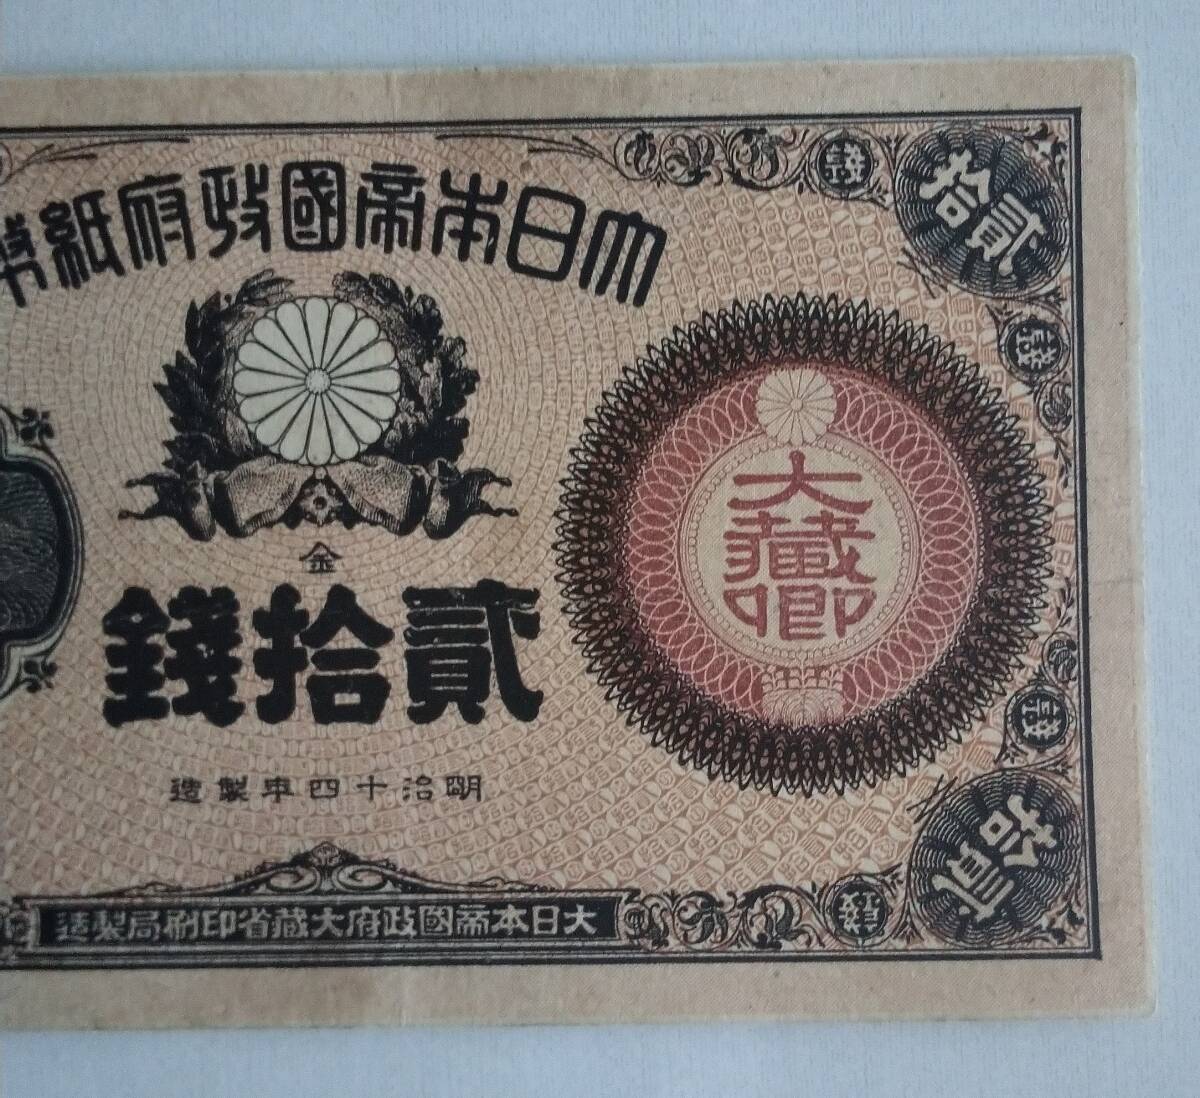 大日本帝國政府紙幣
金
貳拾錢
明治十四年製造
大日本帝國政府大藏省印刷局製造
大藏卿
貳拾
貳拾